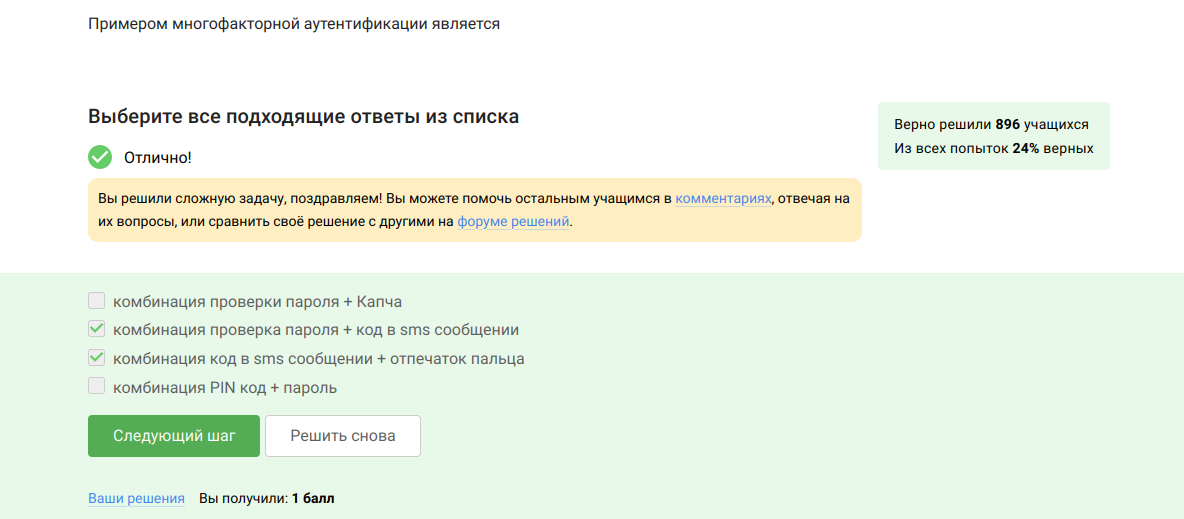 Примером многофакторной аутентификации является
Выберите все подходящие ответы из списка
Верно решили 896 учащихся
Из всех попыток 24% верных
Отлично!
Вы решили сложную задачу, поздравляем! Вы можете помочь остальным учащимся в комментариях, отвечая на
их вопросы, или сравнить своё решение с другими на форуме решений.
комбинация проверки пароля + Капча
комбинация проверка пароля + код в sms сообщении
комбинация код в sms сообщении + отпечаток пальца
комбинация PIN код + пароль
Следующий шаг
Решить снова
Ваши решения Вы получили: 1 балл